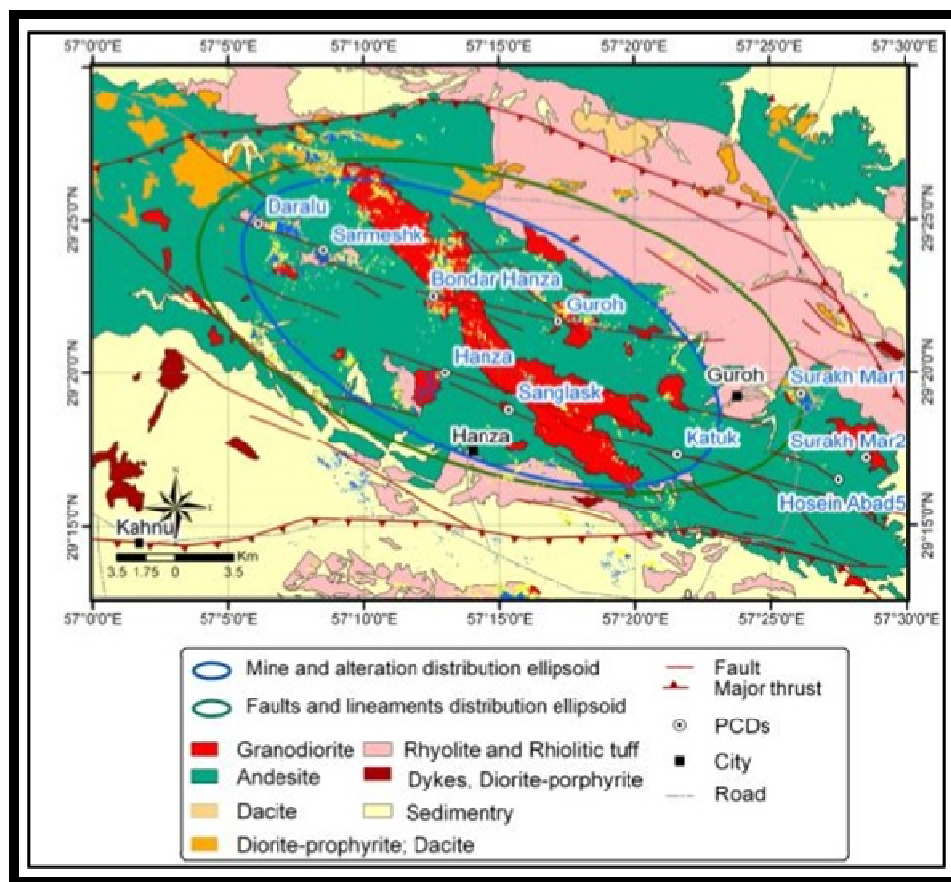 57°0'0"E 57°5'0"E 57°10'0"E 57°15'0"E 57°20'0"E 57°25'0"E 57°30'0"E
29°25'0"N 29°25'0"N
29°20'0"N 29°20'0"N
29°15'0"N 29°15'0"N
Daralu
Sarmeshk
Bondar Hanza
Guroh
Hanza
Guroh
Surakh Mar1
Sanglask
Hanza
Katuk
Surakh Mar2
Hosein Abad5
N
Kahnu
Km
3.5 1.75 0 3.5
57°0'0"E 57°5'0"E 57°10'0"E 57°15'0"E 57°20'0"E 57°25'0"E 57°30'0"E
Mine and alteration distribution ellipsoid
Faults and lineaments distribution ellipsoid
Granodiorite
Andesite
Dacite
Diorite-prophyrite; Dacite
Rhyolite and Rhiolitic tuff
Dykes, Diorite-porphyrite
Sedimentry
Fault
Major thrust
PCDs
City
Road